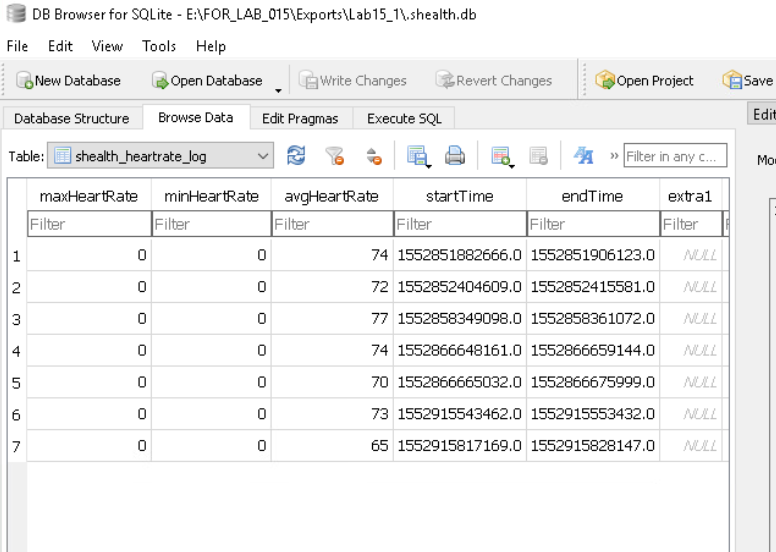 DB Browser for SQLite - E:\FOR_LAB_015\Exports\Lab15_1\.shealth.db
File Edit View Tools Help
New Database Open Database Write Changes Revert Changes Open Project Save
Database Structure Browse Data Edit Pragmas Execute SQL Edit
Table: shealth_heartrate_log » Filter in any c... Mo
maxHeartRate minHeartRate avgHeartRate startTime endTime extra1
Filter Filter Filter Filter Filter Filter
1 0 0 74 1552851882666.0 1552851906123.0 NULL
2 0 0 72 1552852404609.0 1552852415581.0 NULL
3 0 0 77 1552858349098.0 1552858361072.0 NULL
4 0 0 74 1552866648161.0 1552866659144.0 NULL
5 0 0 70 1552866665032.0 1552866675999.0 NULL
6 0 0 73 1552915543462.0 1552915553432.0 NULL
7 0 0 65 1552915817169.0 1552915828147.0 NULL